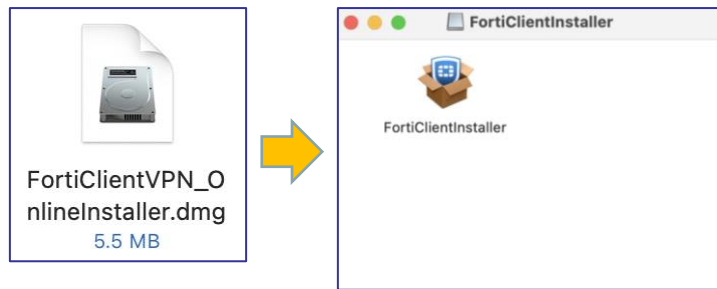 FortiClientVPN_O
nlineInstaller.dmg
5.5 MB
FortiClientInstaller
FortiClientInstaller